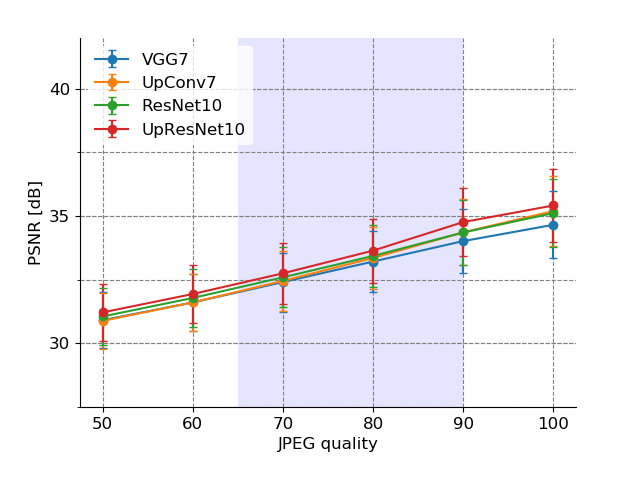 VGG7
UpConv7
ResNet10
UpResNet10
40
35
30
PSNR [dB]
50 60 70 80 90 100
JPEG quality